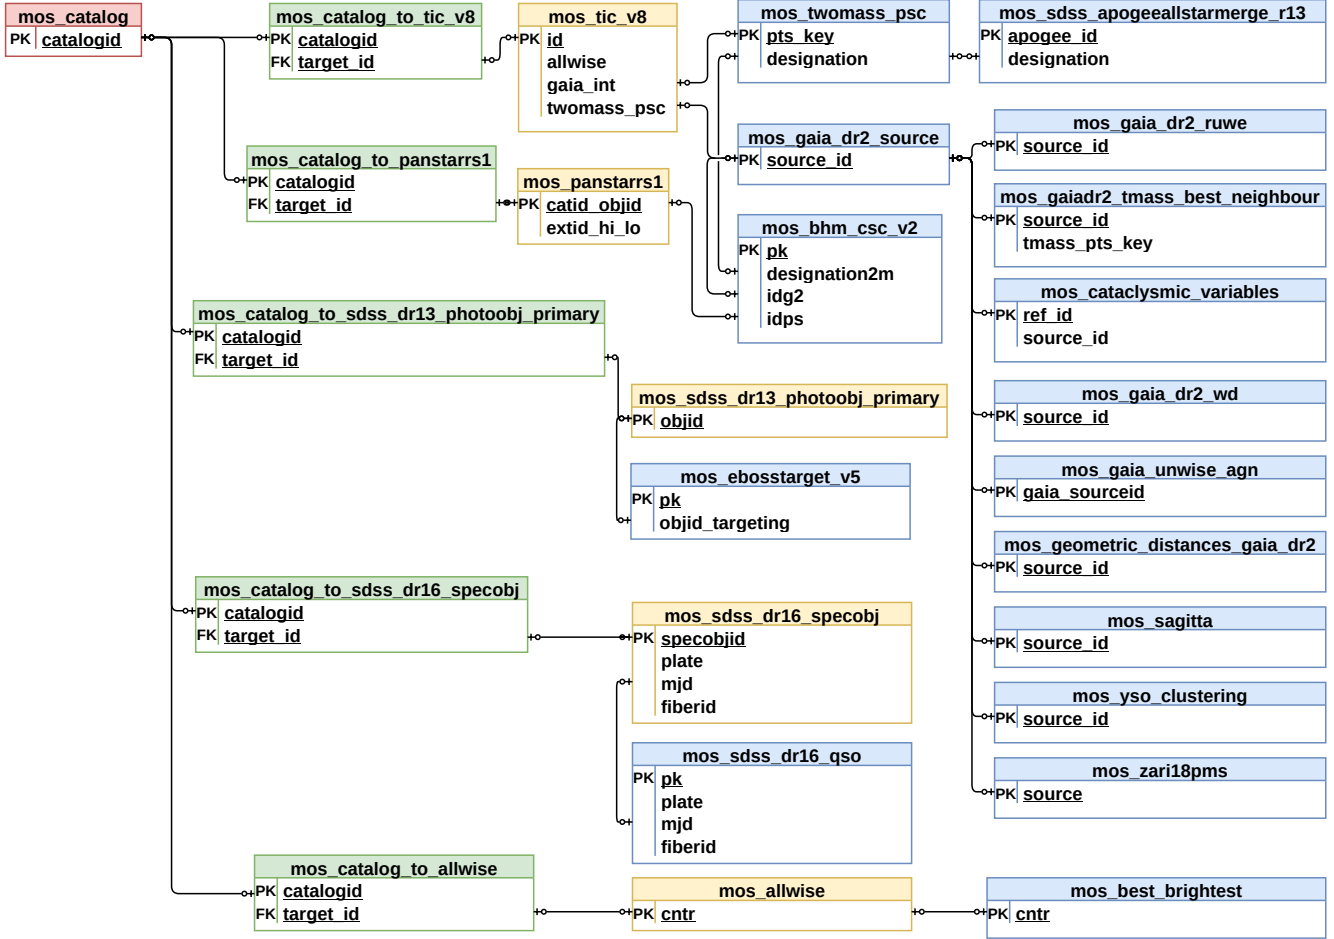 mos_catalog
PK catalogid
mos_catalog_to_tic_v8
PK catalogid
FK target_id
mos_tic_v8
PK id
allwise
gaia_int
twomass_psc
mos_twomass_psc
PK pts_key
designation
mos_sdss_apogeeallstarmerge_r13
PK apogee_id
designation
mos_catalog_to_panstarrs1
PK catalogid
FK target_id
mos_panstarrs1
PK catid_objid
extid_hi_lo
mos_gaia_dr2_source
PK source_id
mos_bhm_csc_v2
PK pk
designation2m
idg2
idps
mos_gaia_dr2_ruwe
PK source_id
mos_gaiadr2_tmass_best_neighbour
PK source_id
tmass_pts_key
mos_cataclysmic_variables
PK ref_id
source_id
mos_gaia_dr2_wd
PK source_id
mos_gaia_unwise_agn
PK gaia_sourceid
mos_geometric_distances_gaia_dr2
PK source_id
mos_sagitta
PK source_id
mos_yso_clustering
PK source_id
mos_zari18pms
PK source
mos_catalog_to_sdss_dr13_photoobj_primary
PK catalogid
FK target_id
mos_sdss_dr13_photoobj_primary
PK objid
mos_ebosstarget_v5
PK pk
objid_targeting
mos_catalog_to_sdss_dr16_specobj
PK catalogid
FK target_id
mos_sdss_dr16_specobj
PK specobjid
plate
mjd
fiberid
mos_sdss_dr16_qso
PK pk
plate
mjd
fiberid
mos_catalog_to_allwise
PK catalogid
FK target_id
mos_allwise
PK cntr
mos_best_brightest
PK cntr